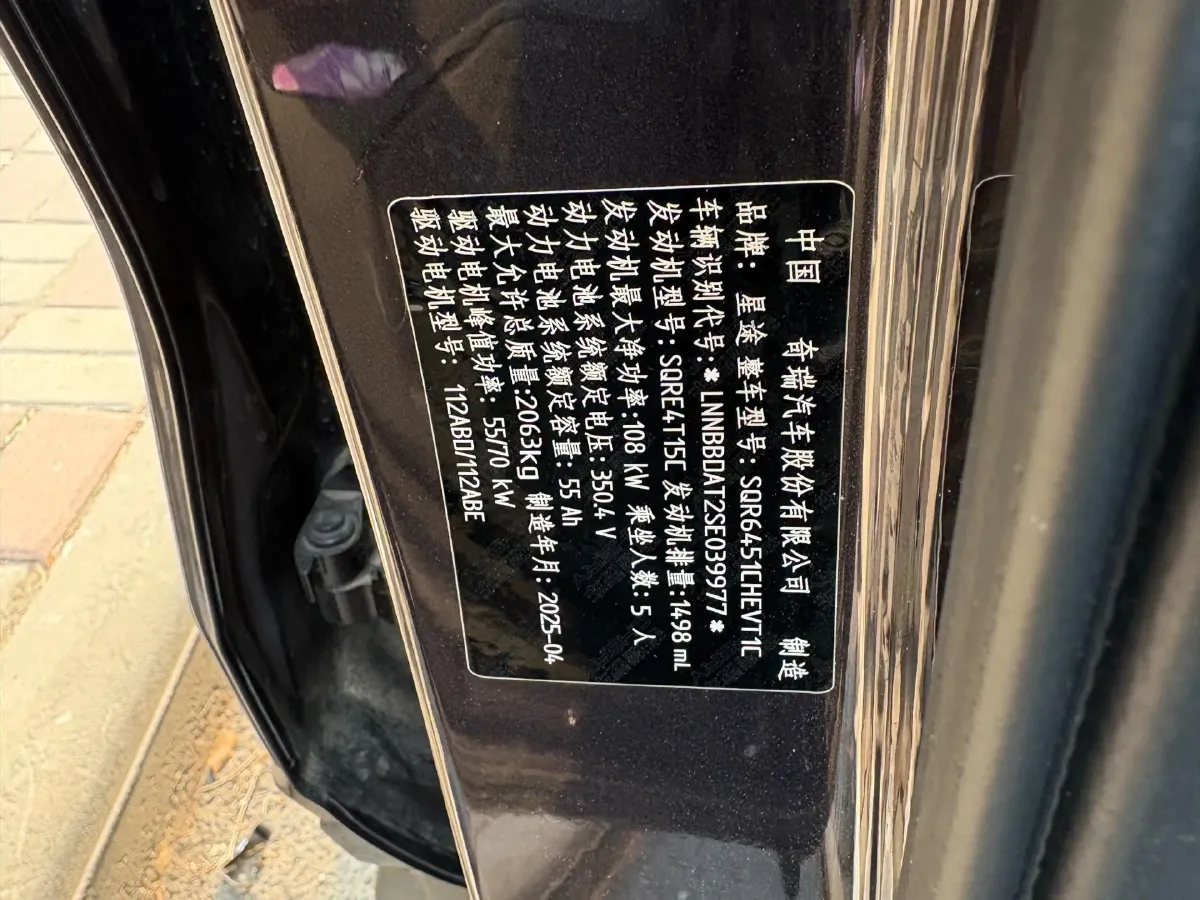 中国 奇瑞汽车股份有限公司 制造
品牌：星途 整车型号：SQR6451CHEVT1C
车辆识别代号：*LNNBBDAT2SE039977*
发动机型号：SQRE4T15C 发动机排量：1498 mL
发动机最大净功率：108 kW 乘坐人数：5 人
动力电池系统额定电压：350.4 V
动力电池系统额定容量：55 Ah
最大允许总质量：2063kg 制造年月：2025-04
驱动电机峰值功率：55/70 kW
驱动电机型号：112ABD/112ABE